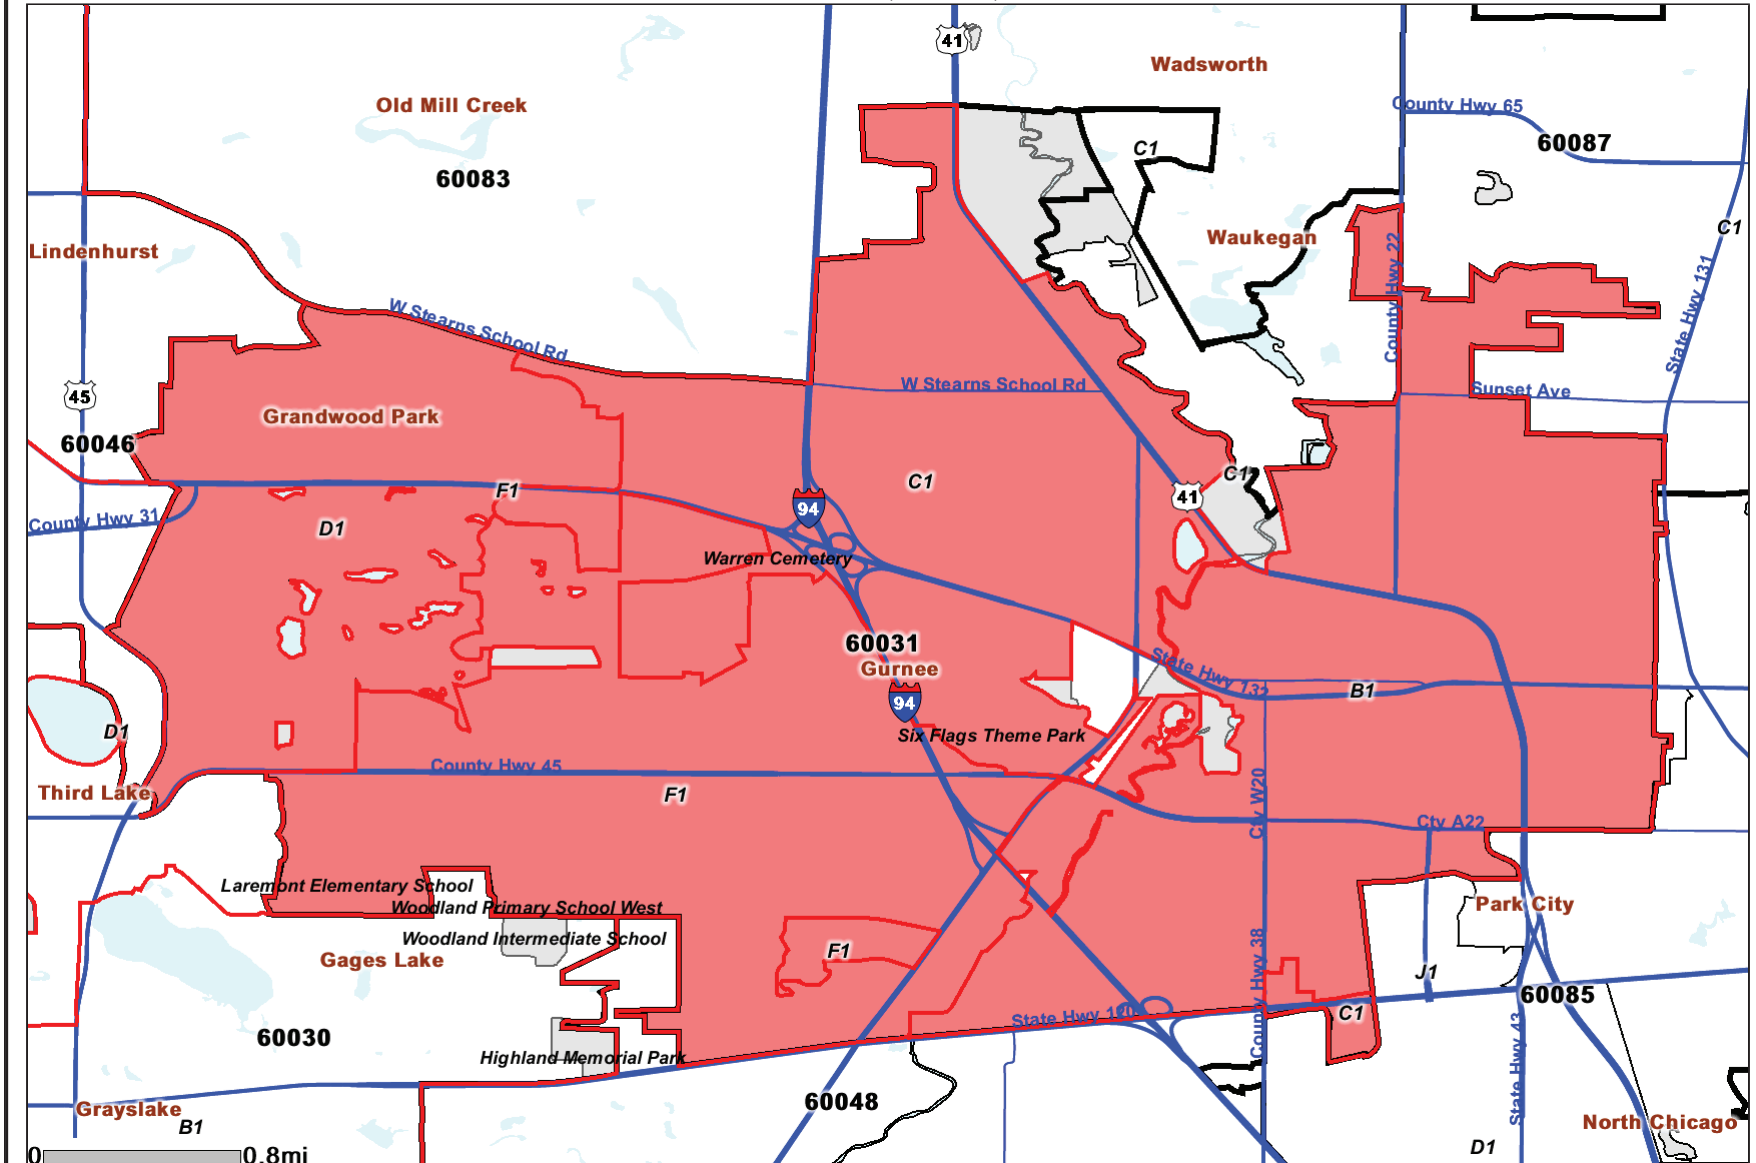 41
Wadsworth
Old Mill Creek
County Hwy 65
60087
C1
60083
C1
Lindenhurst
Waukegan
County Hwy 22
State Hwy 131
W Stearns School Rd
W Stearns School Rd
Sunset Ave
45
Grandwood Park
60046
C1
C1
F1
41
94
County Hwy 31
D1
Warren Cemetery
60031
Gurnee
State Hwy 132
B1
94
D1
Six Flags Theme Park
County Hwy 45
Third Lake
F1
Cty W20
Cty A22
Laremont Elementary School
Woodland Primary School West
Park City
Woodland Intermediate School
F1
Gages Lake
County Hwy 38
J1
60085
State Hwy 120
C1
60030
State Hwy 43
Highland Memorial Park
60048
Grayslake
B1
North Chicago
D1
0
0.8mi